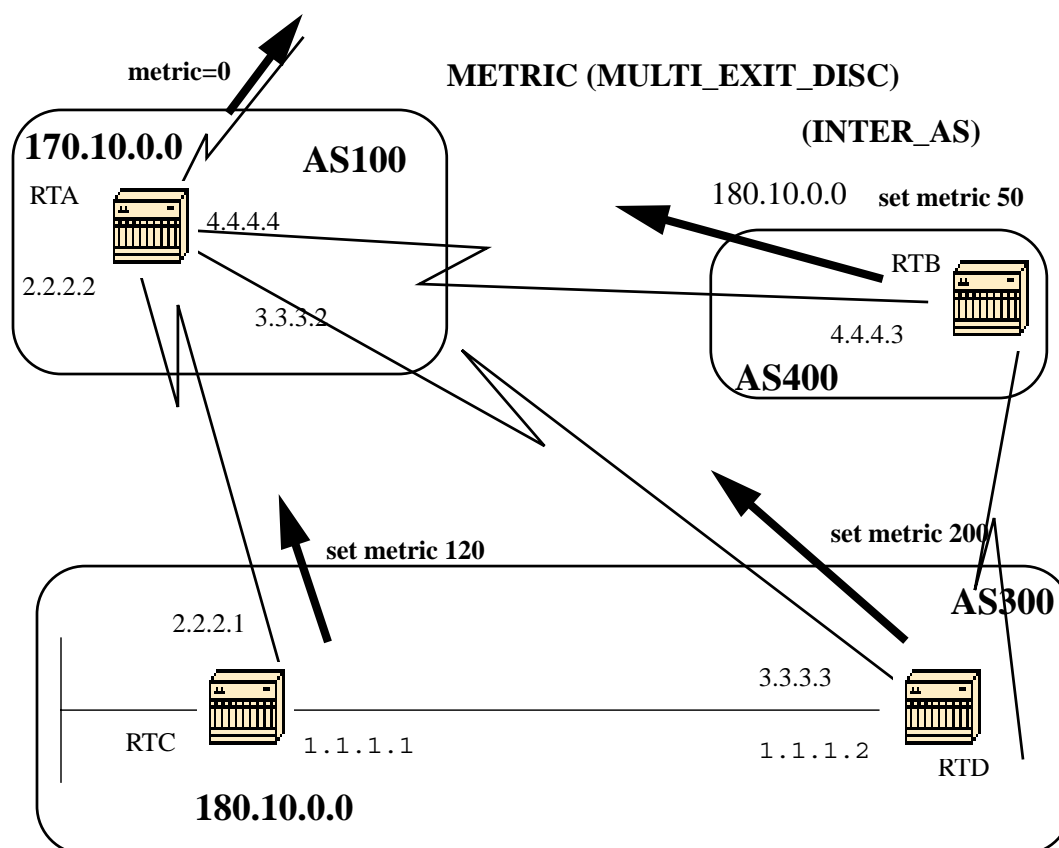 metric=0
METRIC (MULTI_EXIT_DISC)
(INTER_AS)
170.10.0.0
AS100
RTA
4.4.4.4
2.2.2.2
3.3.3.2
180.10.0.0
set metric 50
RTB
4.4.4.3
AS400
set metric 120
set metric 200
AS300
2.2.2.1
3.3.3.3
RTC
1.1.1.1
1.1.1.2
RTD
180.10.0.0